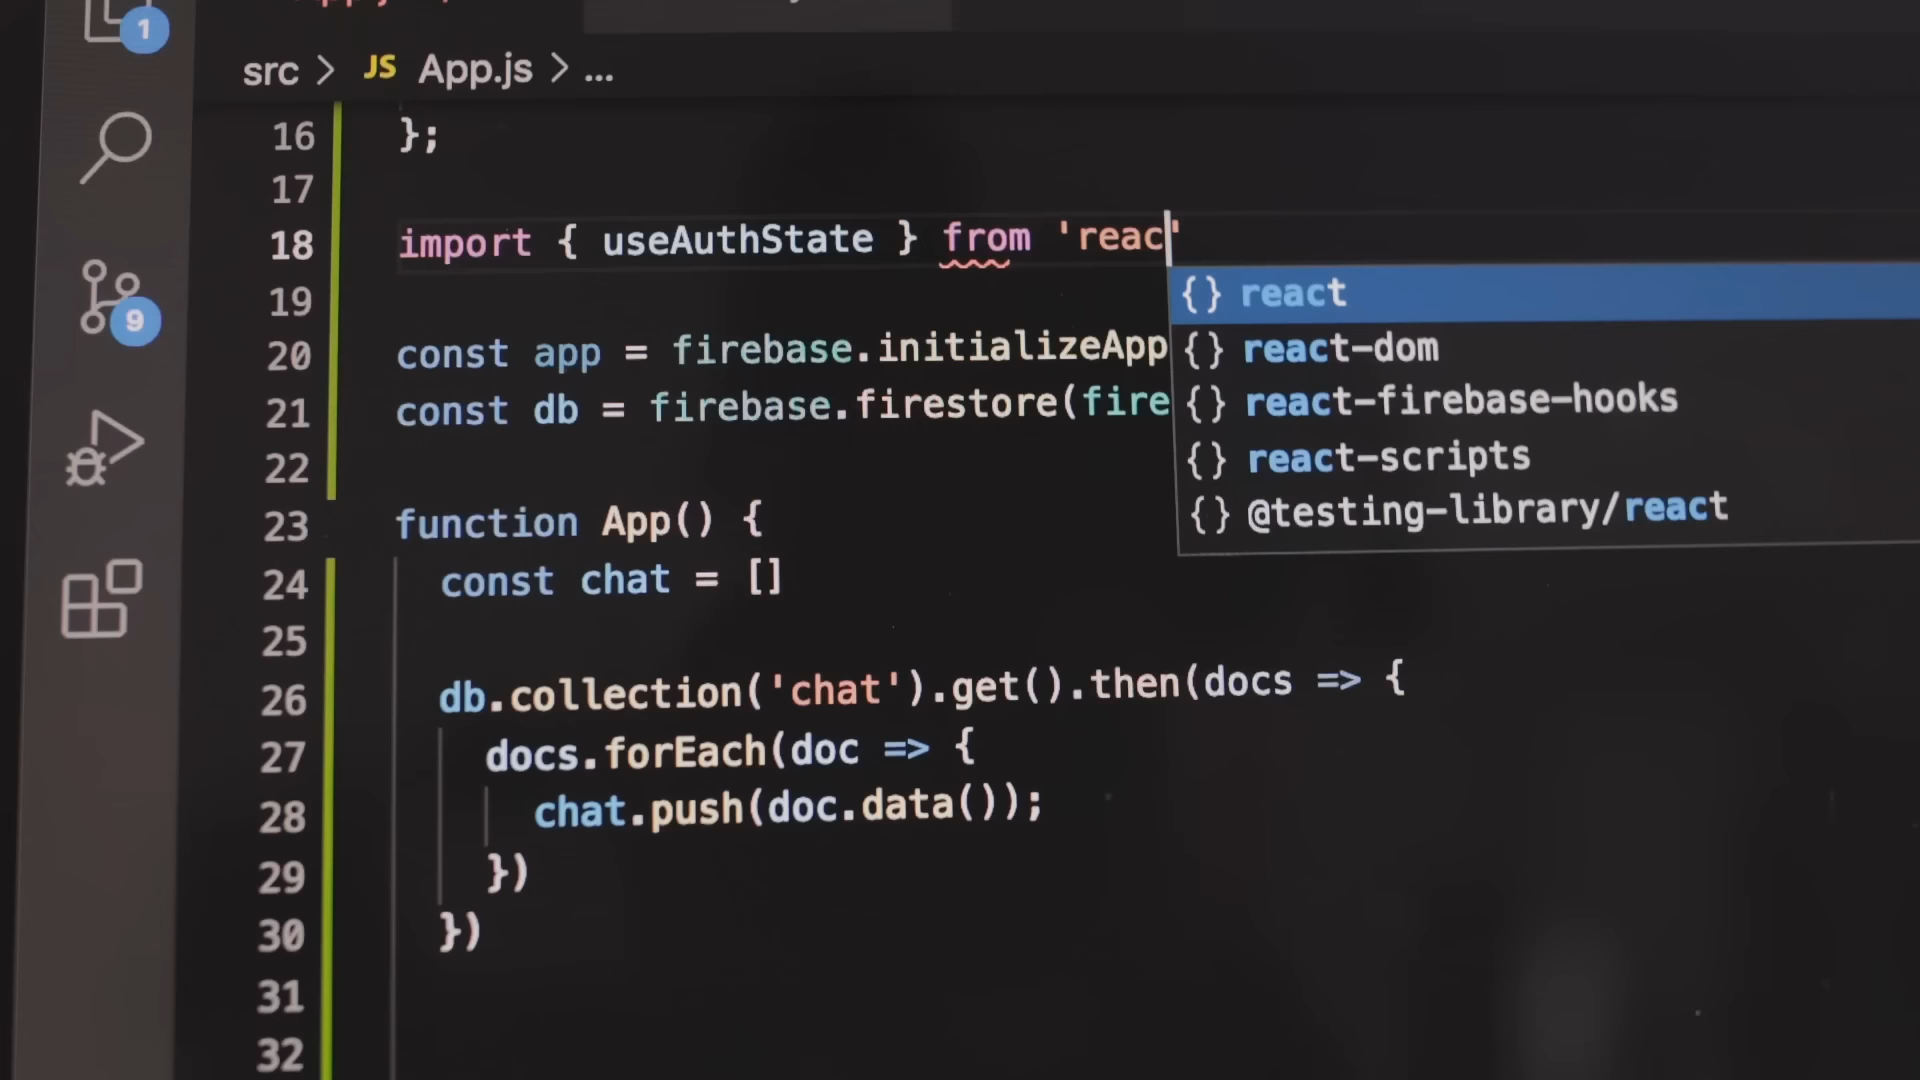 1
src > JS App.js > ...
16 };
17
18 import { useAuthState } from 'reac'
{} react
19
20 const app = firebase.initializeApp
{} react-dom
21 const db = firebase.firestore(fire
{} react-firebase-hooks
22
{} react-scripts
23 function App() {
{} @testing-library/react
24 const chat = []
25
26 db.collection('chat').get().then(docs => {
27 docs.forEach(doc => {
28 chat.push(doc.data());
29 })
30 })
31
32
9